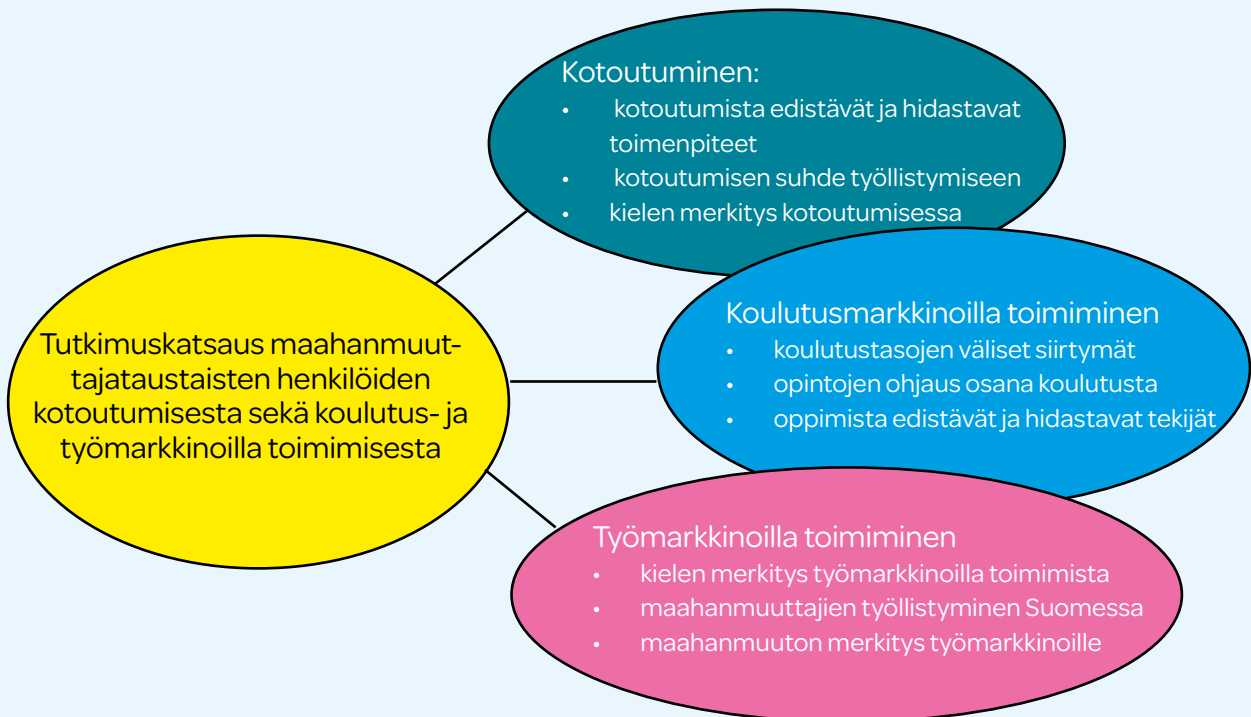 Kotoutuminen:
• kotoutumista edistävät ja hidastavat
toimenpiteet
• kotoutumisen suhde työllistymiseen
• kielen merkitys kotoutumisessa
Tutkimuskatsaus maahanmuut-
tajataustaisten henkilöiden
kotoutumisesta sekä koulutus- ja
työmarkkinoilla toimimisesta
Koulutusmarkkinoilla toimiminen
• koulutustasojen väliset siirtymät
• opintojen ohjaus osana koulutusta
• oppimista edistävät ja hidastavat tekijät
Työmarkkinoilla toimiminen
• kielen merkitys työmarkkinoilla toimimista
• maahanmuuttajien työllistyminen Suomessa
• maahanmuuton merkitys työmarkkinoille